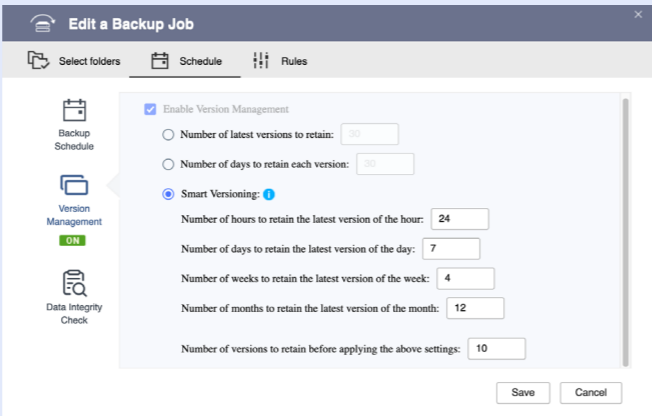 Edit a Backup Job
Select folders
Schedule
Rules
Backup
Schedule
Version
Management
ON
Data Integrity
Check
Enable Version Management
Number of latest versions to retain: 30
Number of days to retain each version: 30
Smart Versioning:
Number of hours to retain the latest version of the hour: 24
Number of days to retain the latest version of the day: 7
Number of weeks to retain the latest version of the week: 4
Number of months to retain the latest version of the month: 12
Number of versions to retain before applying the above settings: 10
Save
Cancel